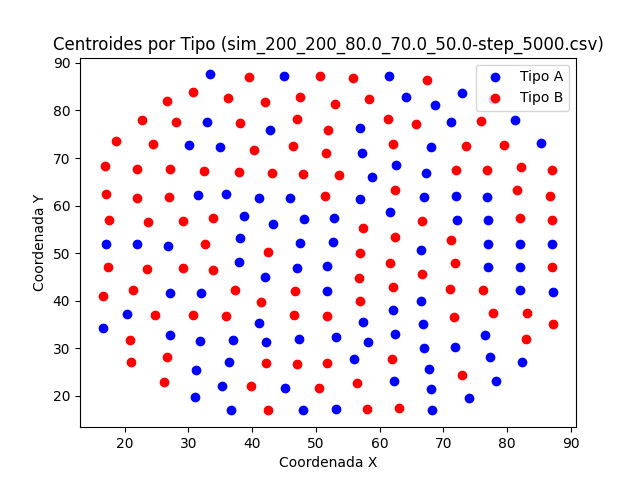 Centroides por Tipo (sim_200_200_80.0_70.0_50.0-step_5000.csv)
Tipo A
Tipo B
90
80
70
60
50
40
30
20
Coordenada Y
20 30 40 50 60 70 80 90
Coordenada X